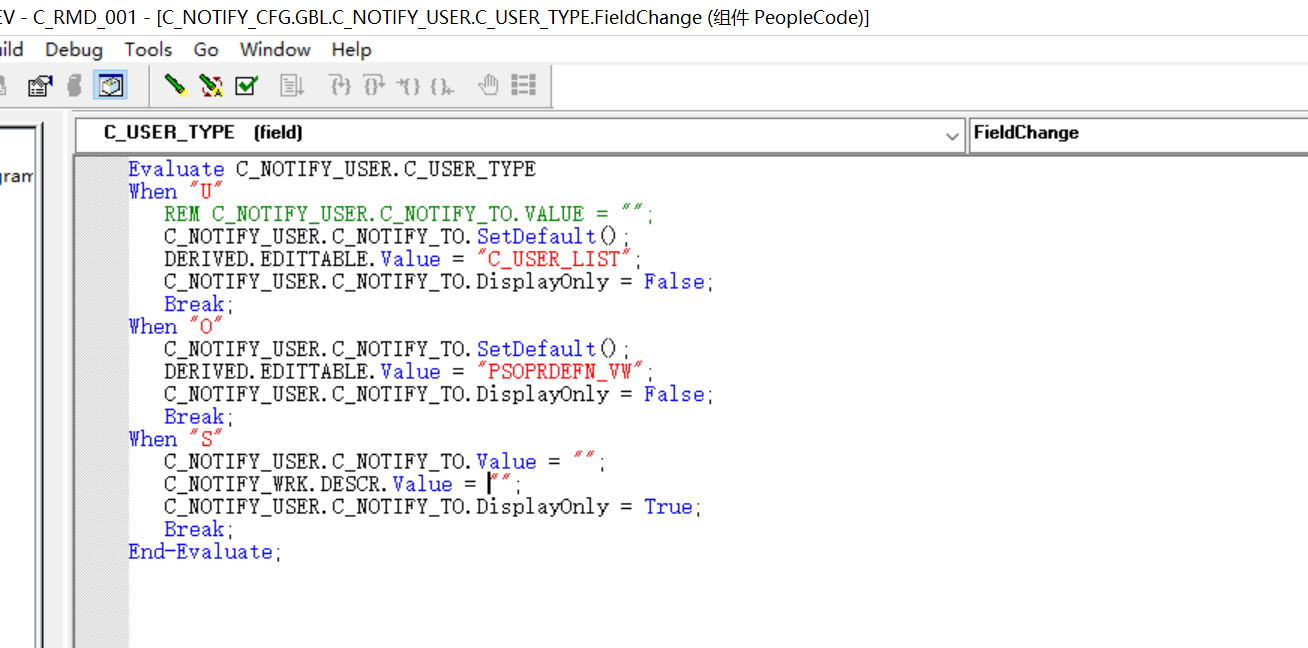 EV - C_RMD_001 - [C_NOTIFY_CFG.GBL.C_NOTIFY_USER.C_USER_TYPE.FieldChange (组件 PeopleCode)]
Debug Tools Go Window Help
C_USER_TYPE (field) FieldChange
Evaluate C_NOTIFY_USER.C_USER_TYPE
When "U"
REM C_NOTIFY_USER.C_NOTIFY_TO.VALUE = "";
C_NOTIFY_USER.C_NOTIFY_TO.SetDefault();
DERIVED.EDITTABLE.Value = "C_USER_LIST";
C_NOTIFY_USER.C_NOTIFY_TO.DisplayOnly = False;
Break;
When "O"
C_NOTIFY_USER.C_NOTIFY_TO.SetDefault();
DERIVED.EDITTABLE.Value = "PSOPRDEFN_VW";
C_NOTIFY_USER.C_NOTIFY_TO.DisplayOnly = False;
Break;
When "S"
C_NOTIFY_USER.C_NOTIFY_TO.Value = "";
C_NOTIFY_WRK.DESCR.Value = "";
C_NOTIFY_USER.C_NOTIFY_TO.DisplayOnly = True;
Break;
End-Evaluate;